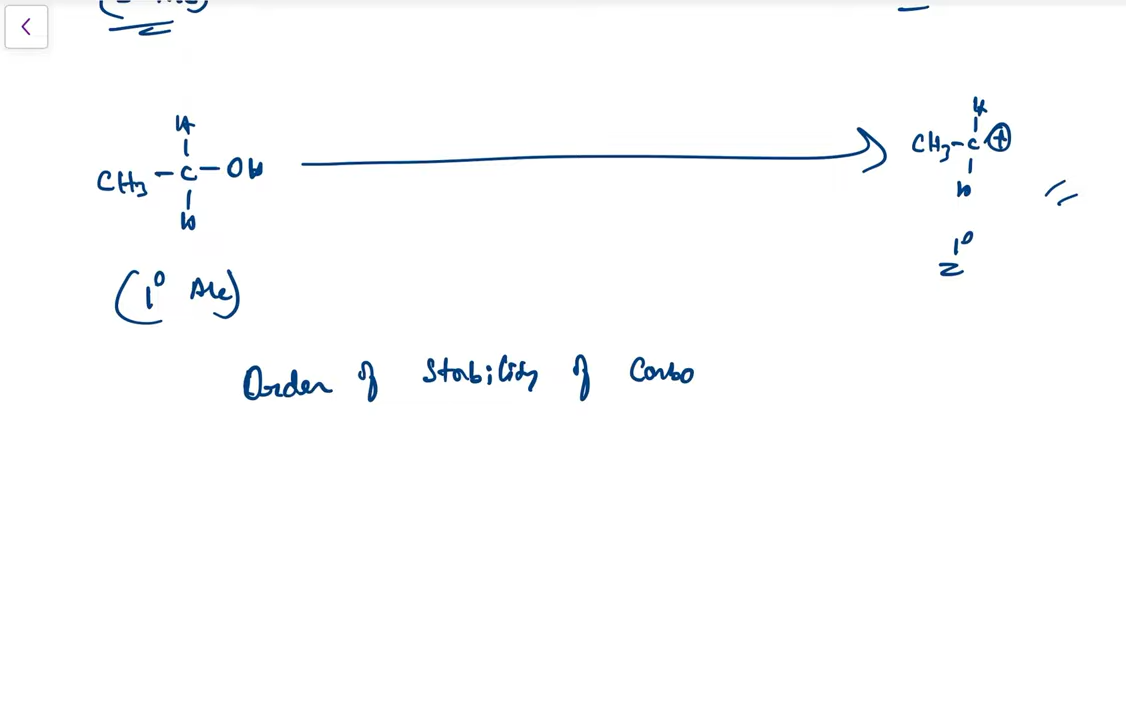 H H
CH3-C-OH CH3-C⊕
H H
(1° Alc) 1°
Order of Stability of Carbo